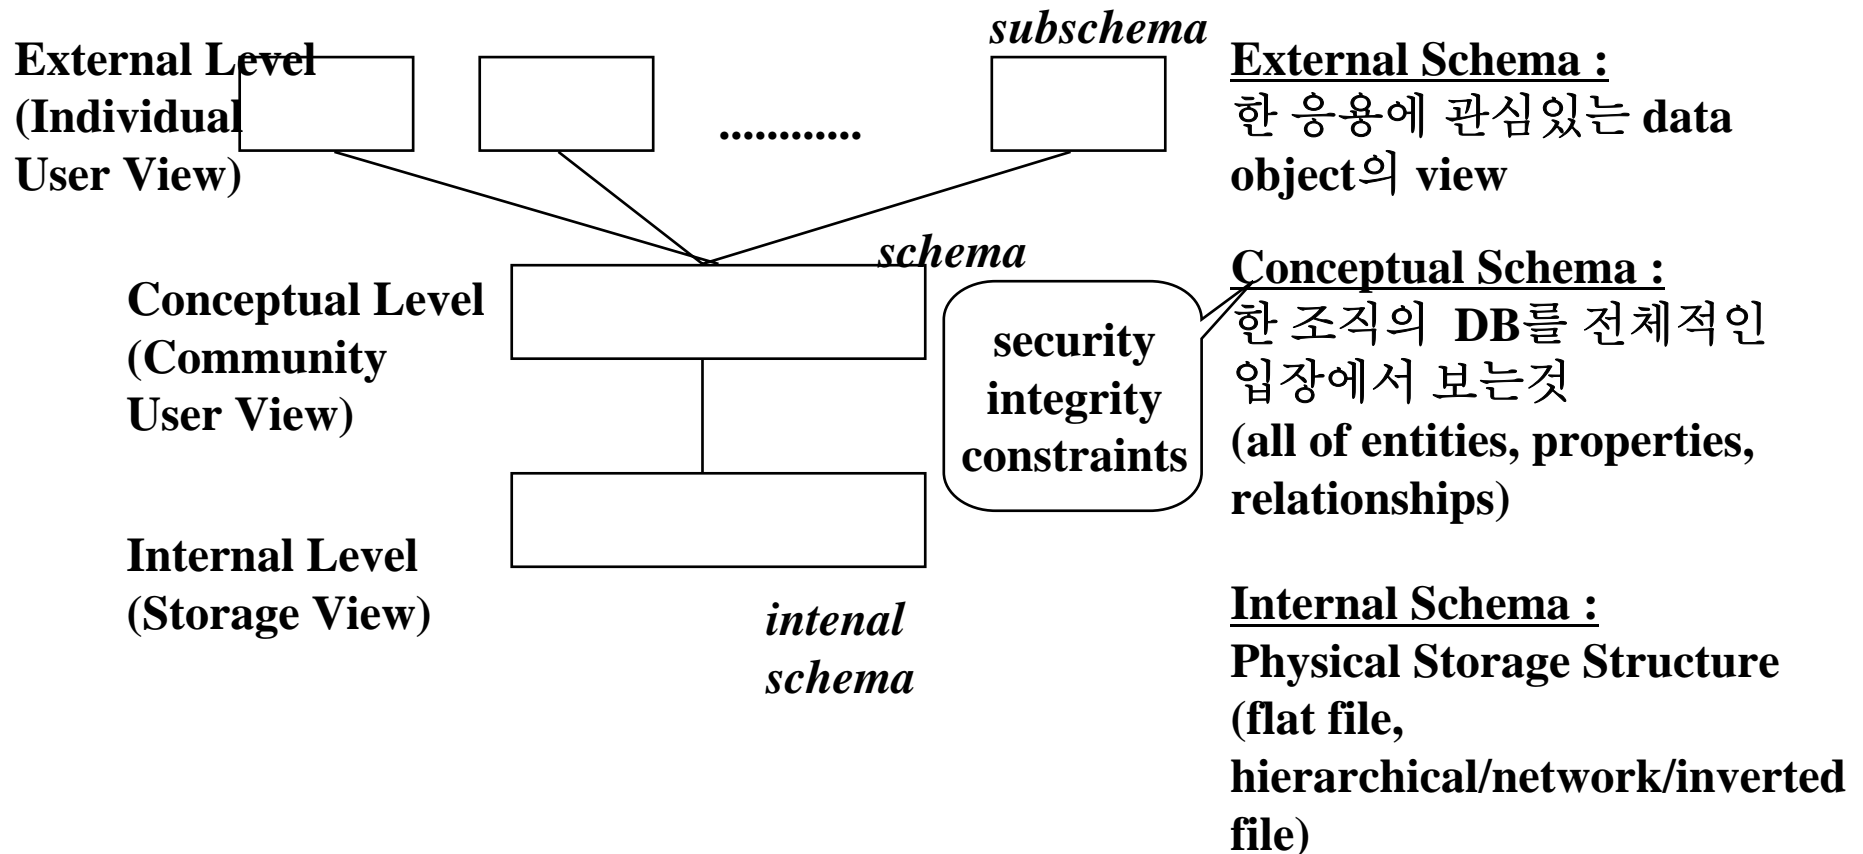 External Level
(Individual
User View)
subschema
............
External Schema :
한 응용에 관심있는 data
object의 view
schema
Conceptual Level
(Community
User View)
security
integrity
constraints
Conceptual Schema :
한 조직의 DB를 전체적인
입장에서 보는것
(all of entities, properties,
relationships)
Internal Level
(Storage View)
intenal
schema
Internal Schema :
Physical Storage Structure
(flat file,
hierarchical/network/inverted
file)